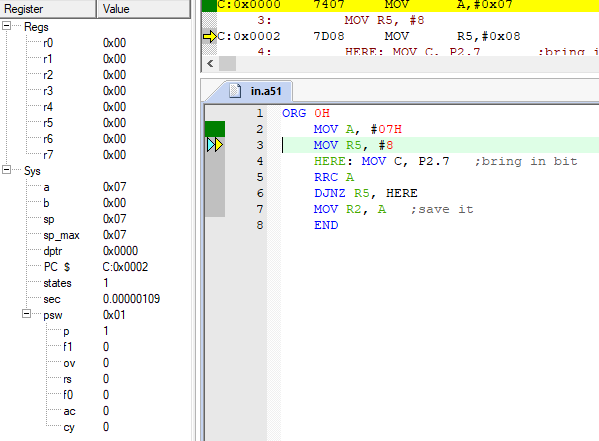 Register Value
Regs
r0 0x00
r1 0x00
r2 0x00
r3 0x00
r4 0x00
r5 0x00
r6 0x00
r7 0x00
Sys
a 0x07
b 0x00
sp 0x07
sp_max 0x07
dptr 0x0000
PC $ C:0x0002
states 1
sec 0.00000109
psw 0x01
p 1
f1 0
ov 0
rs 0
f0 0
ac 0
cy 0
C:0x0000 7407 MOV A,#0x07
3: MOV R5, #8
C:0x0002 7D08 MOV R5,#0x08
4: HERE: MOV C, P2.7 ;bring i
in.a51
1 ORG 0H
2 MOV A, #07H
3 MOV R5, #8
4 HERE: MOV C, P2.7 ;bring in bit
5 RRC A
6 DJNZ R5, HERE
7 MOV R2, A ;save it
8 END